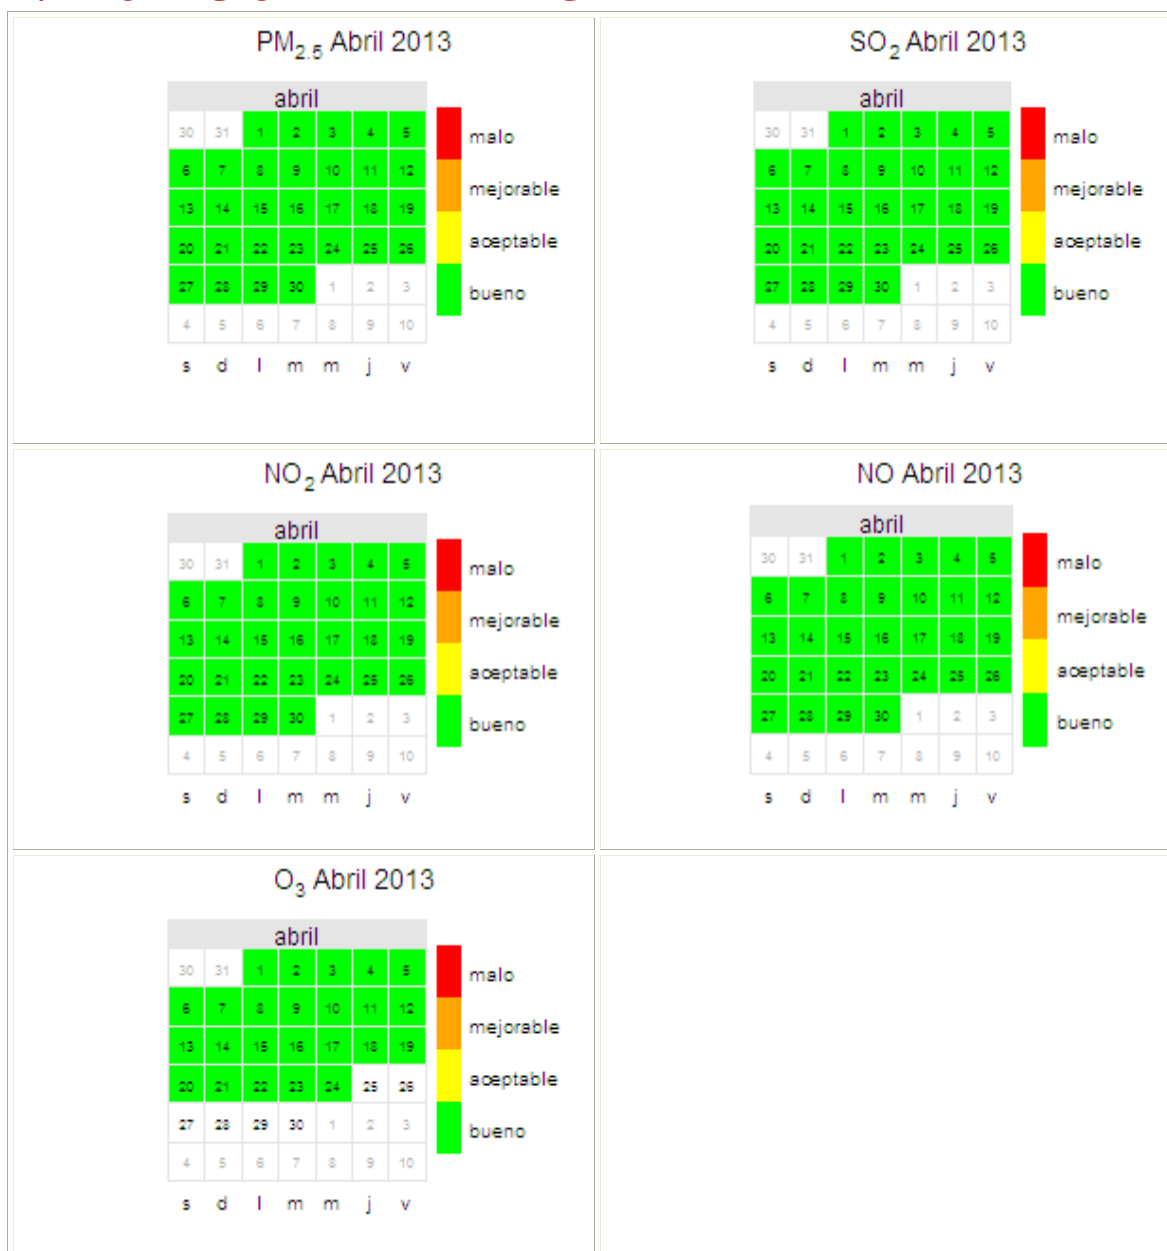 PM2.5 Abril 2013
abril
30 31 1 2 3 4 5
6 7 8 9 10 11 12
13 14 15 16 17 18 19
20 21 22 23 24 25 26
27 28 29 30 1 2 3
4 5 6 7 8 9 10
s d l m m j v
malo
mejorable
aceptable
bueno
SO2 Abril 2013
abril
30 31 1 2 3 4 5
6 7 8 9 10 11 12
13 14 15 16 17 18 19
20 21 22 23 24 25 26
27 28 29 30 1 2 3
4 5 6 7 8 9 10
s d l m m j v
malo
mejorable
aceptable
bueno
NO2 Abril 2013
abril
30 31 1 2 3 4 5
6 7 8 9 10 11 12
13 14 15 16 17 18 19
20 21 22 23 24 25 26
27 28 29 30 1 2 3
4 5 6 7 8 9 10
s d l m m j v
malo
mejorable
aceptable
bueno
NO Abril 2013
abril
30 31 1 2 3 4 5
6 7 8 9 10 11 12
13 14 15 16 17 18 19
20 21 22 23 24 25 26
27 28 29 30 1 2 3
4 5 6 7 8 9 10
s d l m m j v
malo
mejorable
aceptable
bueno
O3 Abril 2013
abril
30 31 1 2 3 4 5
6 7 8 9 10 11 12
13 14 15 16 17 18 19
20 21 22 23 24 25 26
27 28 29 30 1 2 3
4 5 6 7 8 9 10
s d l m m j v
malo
mejorable
aceptable
bueno